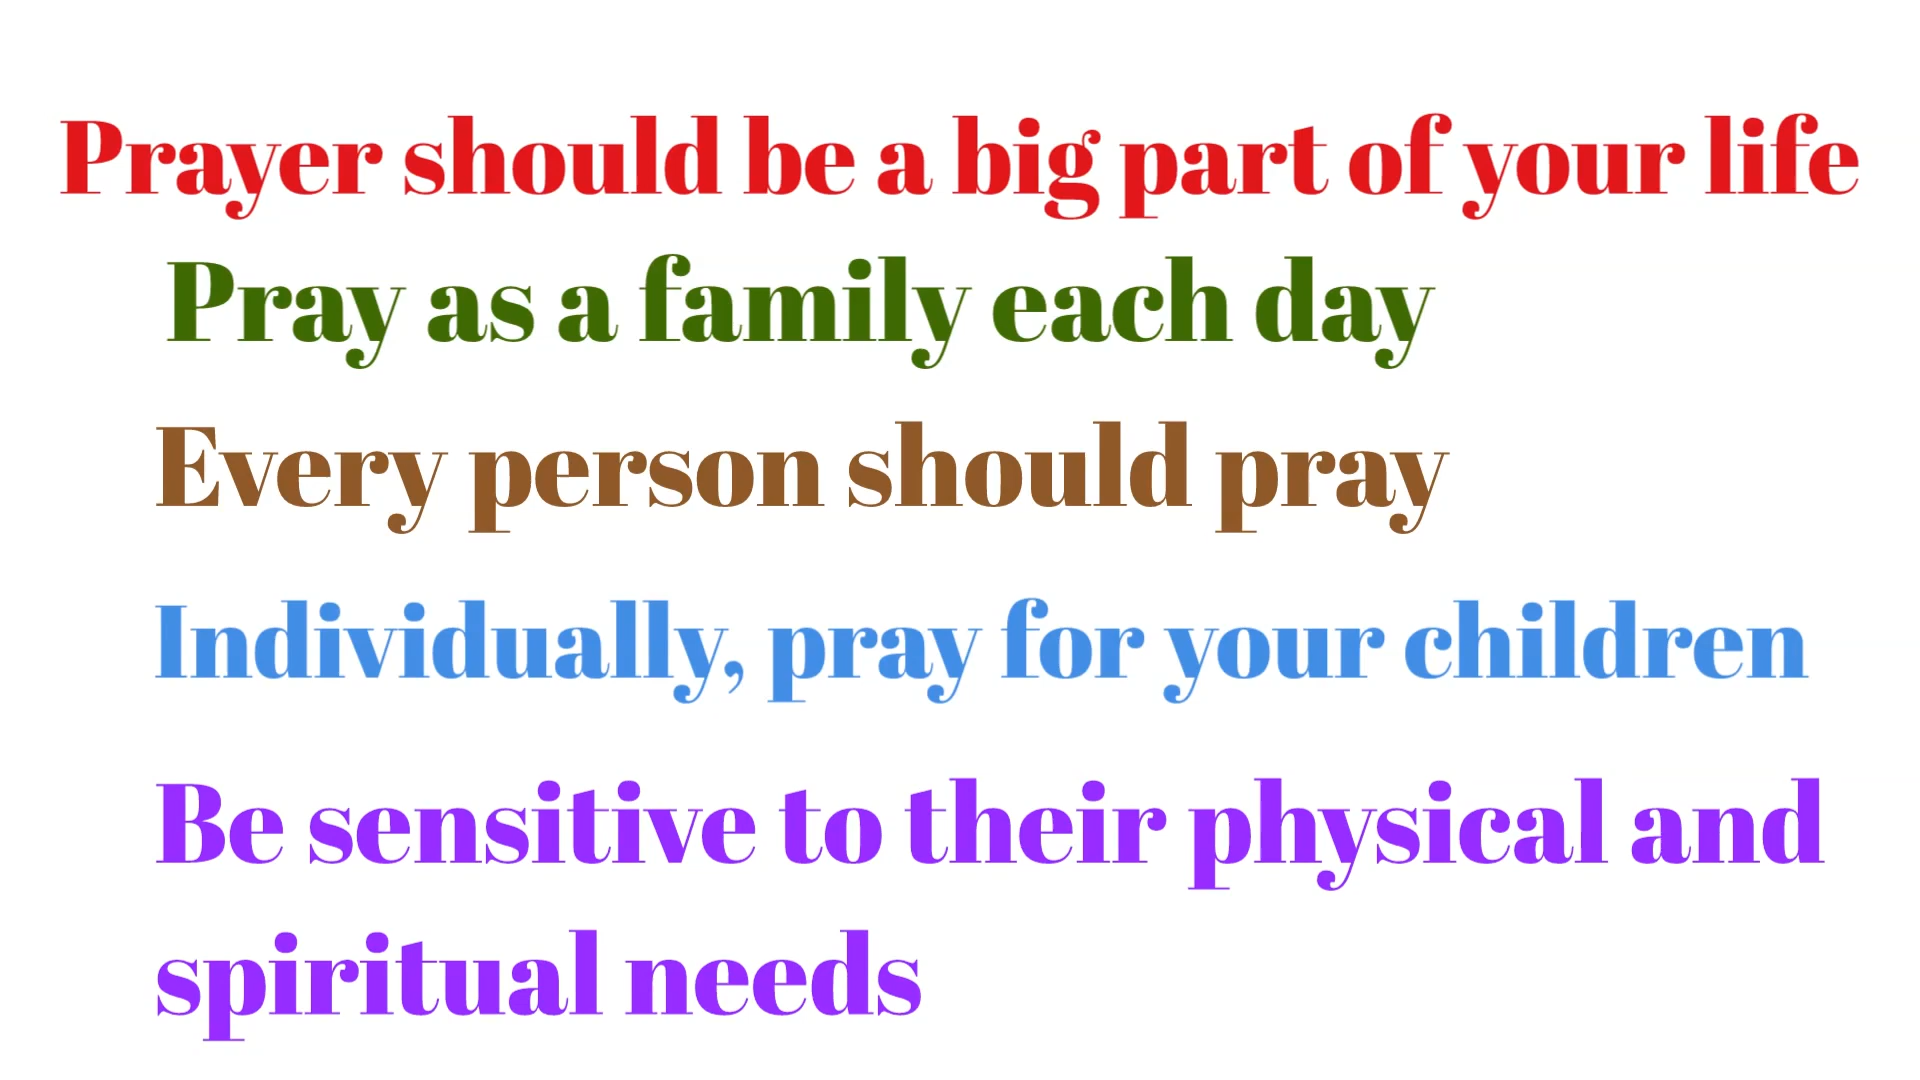 Prayer should be a big part of your life
Pray as a family each day
Every person should pray
Individually, pray for your children
Be sensitive to their physical and
spiritual needs